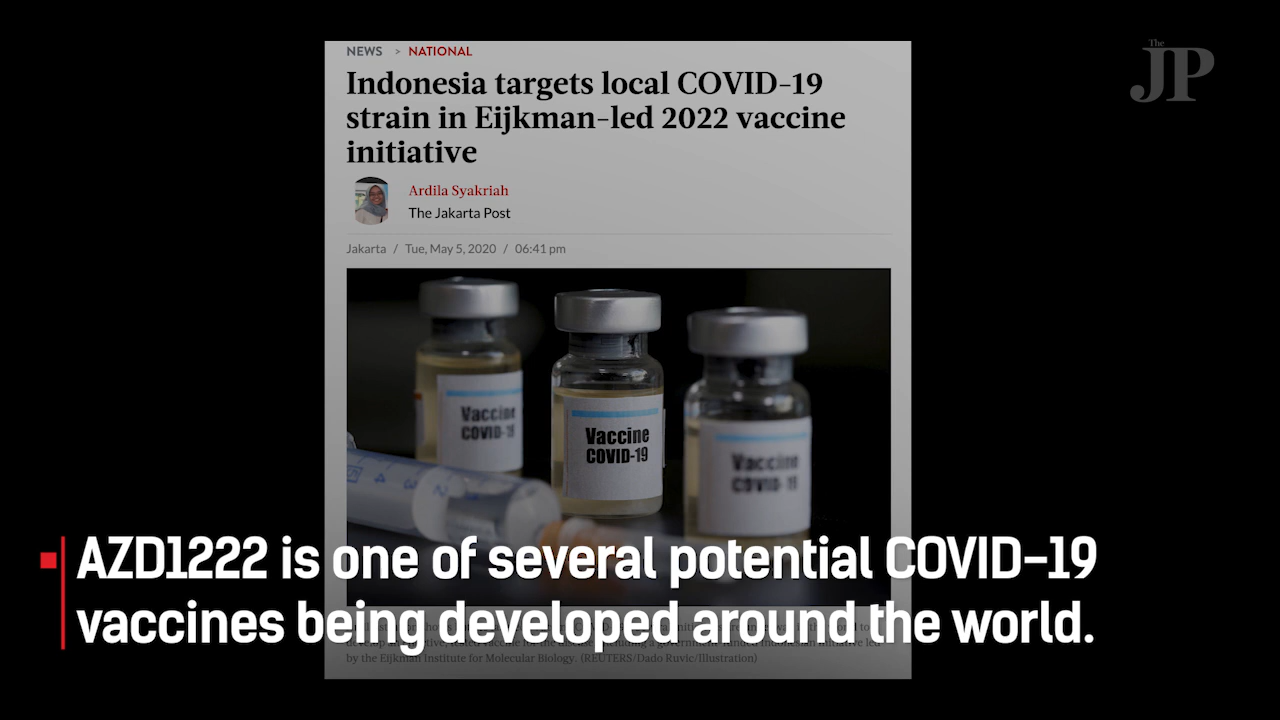 The
JP
NEWS > NATIONAL
Indonesia targets local COVID-19
strain in Eijkman-led 2022 vaccine
initiative
Ardila Syakriah
The Jakarta Post
Jakarta / Tue, May 5, 2020 / 06:41 pm
Vaccine
COVID-19
Vaccine
COVID-19
Vaccine
COVID-19
AZD1222 is one of several potential COVID-19
vaccines being developed around the world.
by the Eijkman Institute for Molecular Biology. (REUTERS/Dado Ruvic/Illustration)